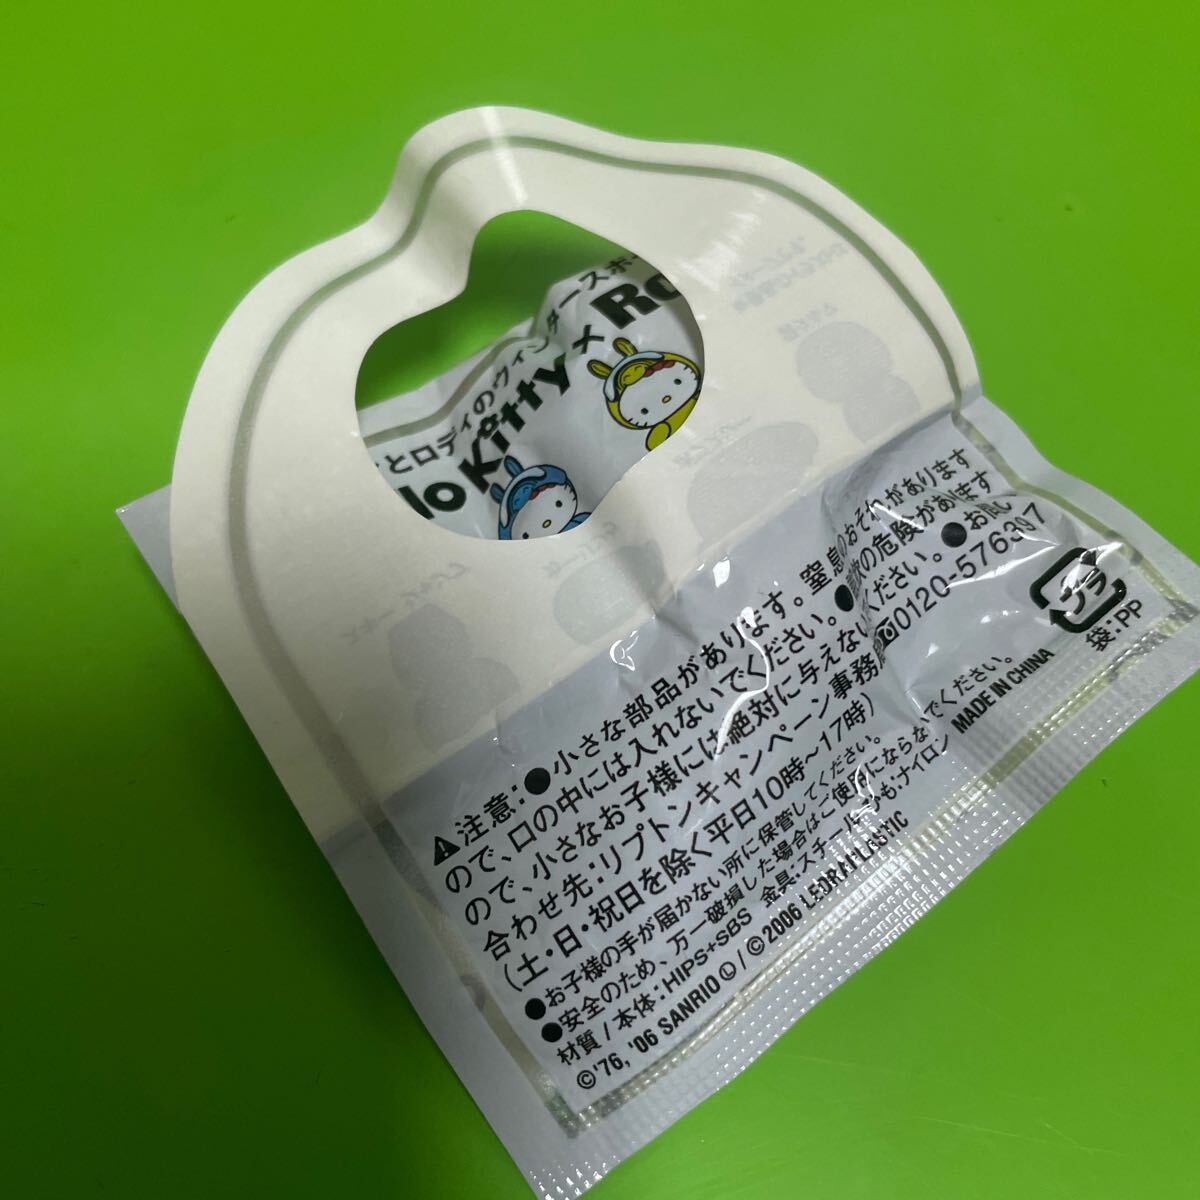 とロディのウィンタースポー
lo Kitty × Ro
⚠注意:●小さな部品があります。窒息のおそれがあります
ので、口の中には入れないでください。●誤飲の危険があります
ので、小さなお子様には絶対に与えないください。●お問い
合わせ先:リプトンキャンペーン事務局 0120-576397
(土・日・祝日を除く平日10時〜17時)
●お子様の手が届かない所に保管してください。
●安全のため、万一破損した場合はご使用にならないでください。
材質/本体:HIPS+SBS 金具:スチール ひも:ナイロン MADE IN CHINA
©'76, '06 SANRIO Ⓛ/©2006 LEDRAPLASTIC
プラ
袋:PP